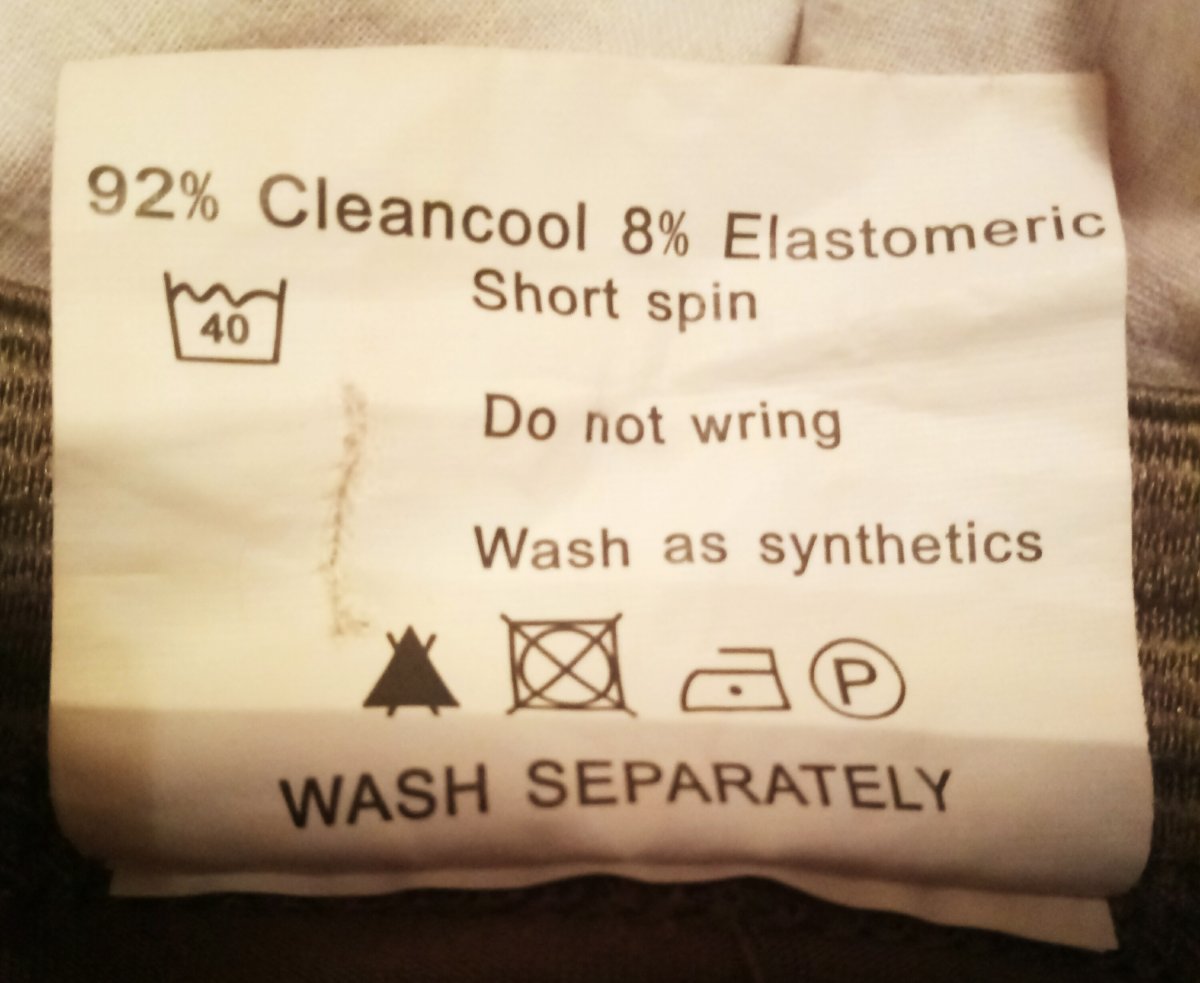 92% Cleancool 8% Elastomeric
40
Short spin
Do not wring
Wash as synthetics
P
WASH SEPARATELY